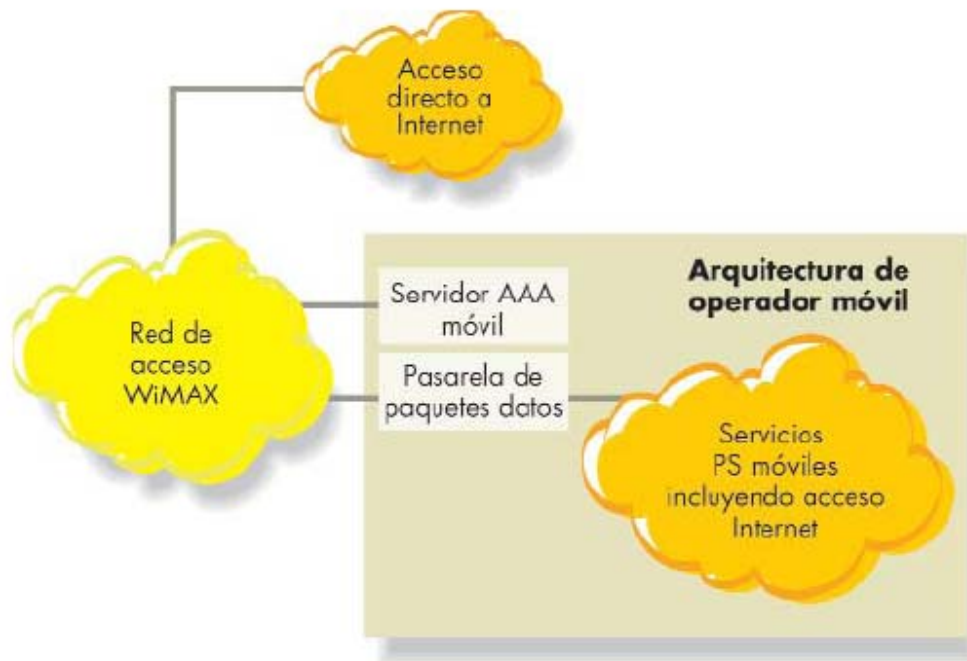 Acceso
directo a
Internet
Arquitectura de
operador móvil
Servidor AAA
móvil
Red de
acceso
WiMAX
Pasarela de
paquetes datos
Servicios
PS móviles
incluyendo acceso
Internet